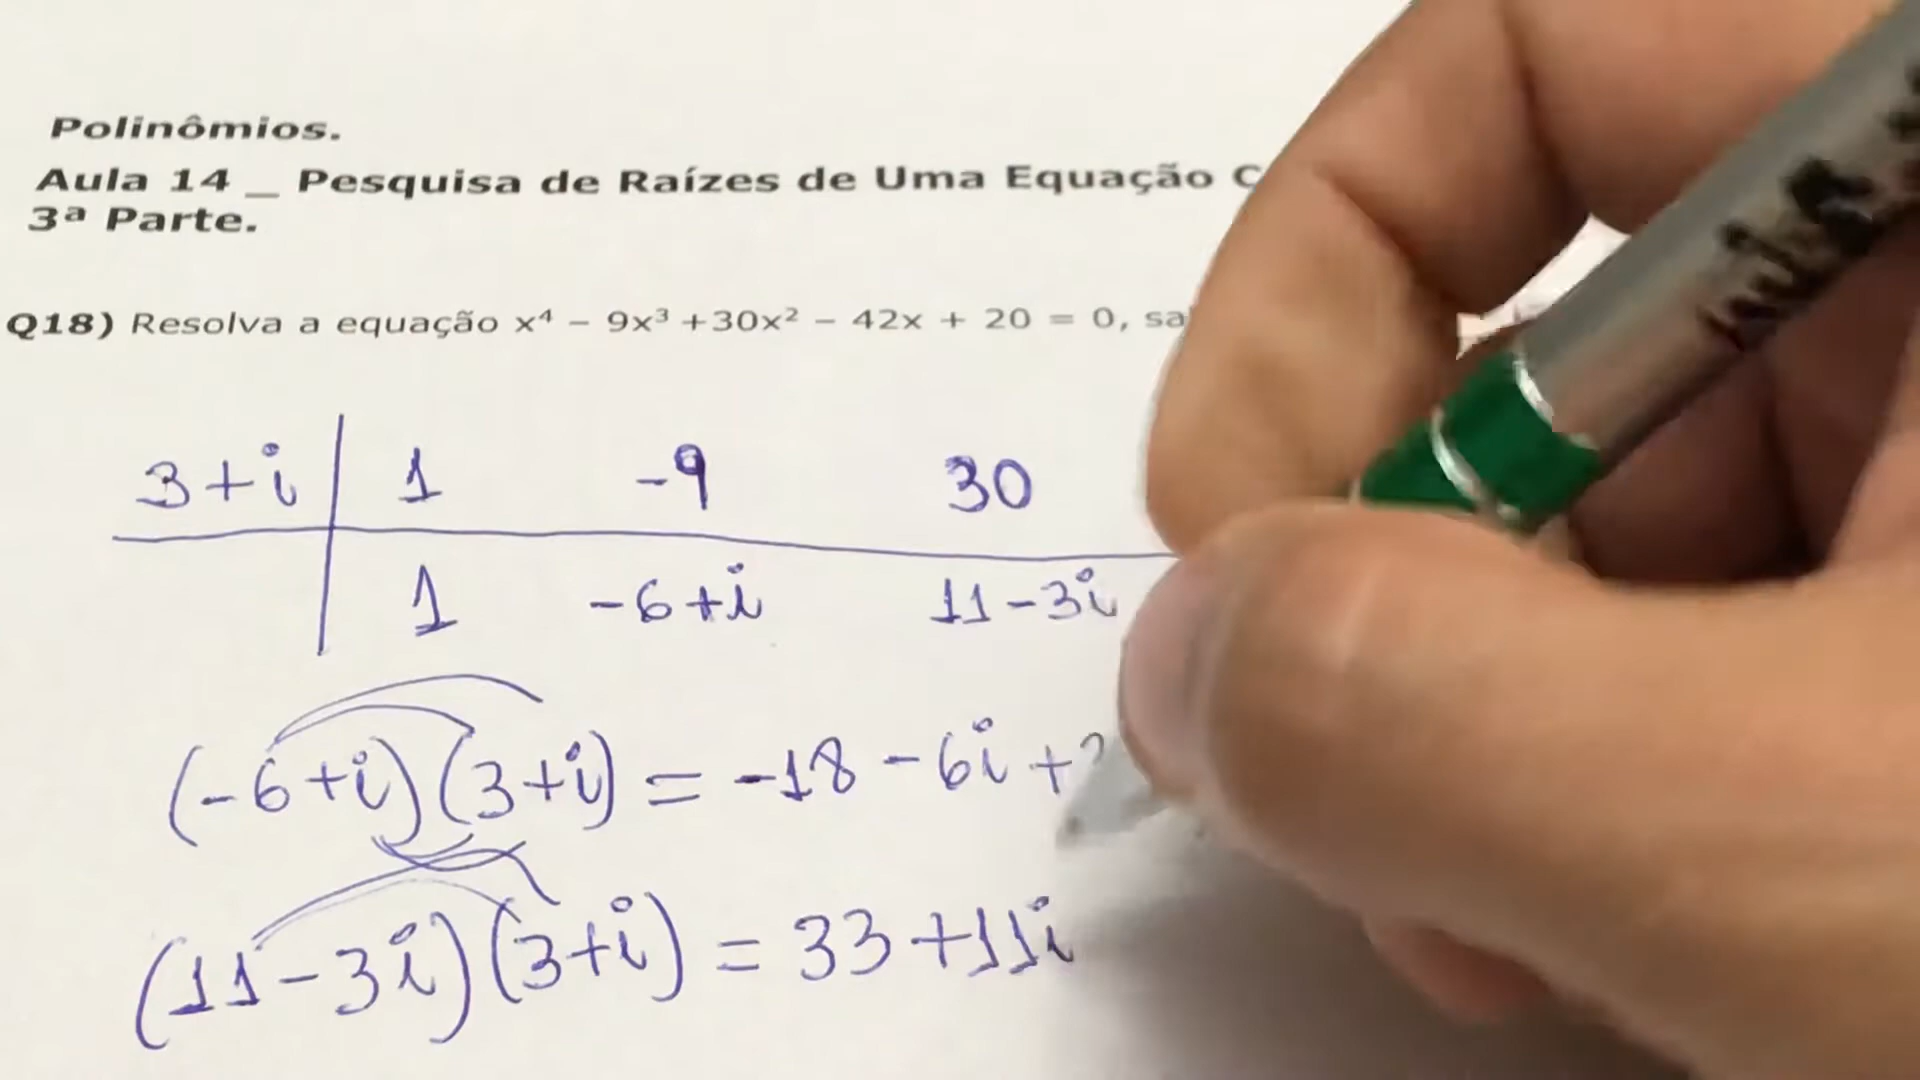 Polinômios.
Aula 14 _ Pesquisa de Raízes de Uma Equação
3ª Parte.
Q18) Resolva a equação x⁴ – 9x³ +30x² – 42x + 20 = 0,
3+i 1 -9 30
1 -6+i 11-3i
(-6+i)(3+i) = -18 - 6i +
(11-3i)(3+i) = 33+11i